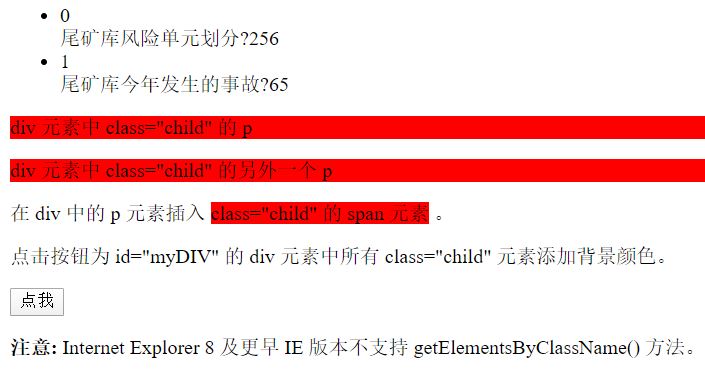 0
尾矿库风险单元划分?256
1
尾矿库今年发生的事故?65
div 元素中 class="child" 的 p
div 元素中 class="child" 的另外一个 p
在 div 中的 p 元素插入 class="child" 的 span 元素 。
点击按钮为 id="myDIV" 的 div 元素中所有 class="child" 元素添加背景颜色。
点我
注意: Internet Explorer 8 及更早 IE 版本不支持 getElementsByClassName() 方法。